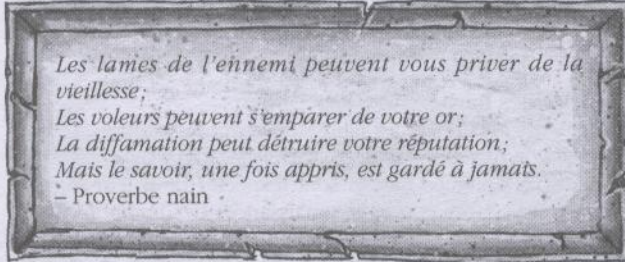 Les lames de l'ennemi peuvent vous priver de la
vieillesse;
Les voleurs peuvent s'emparer de votre or;
La diffamation peut détruire votre réputation;
Mais le savoir, une fois appris, est gardé à jamais.
– Proverbe nain